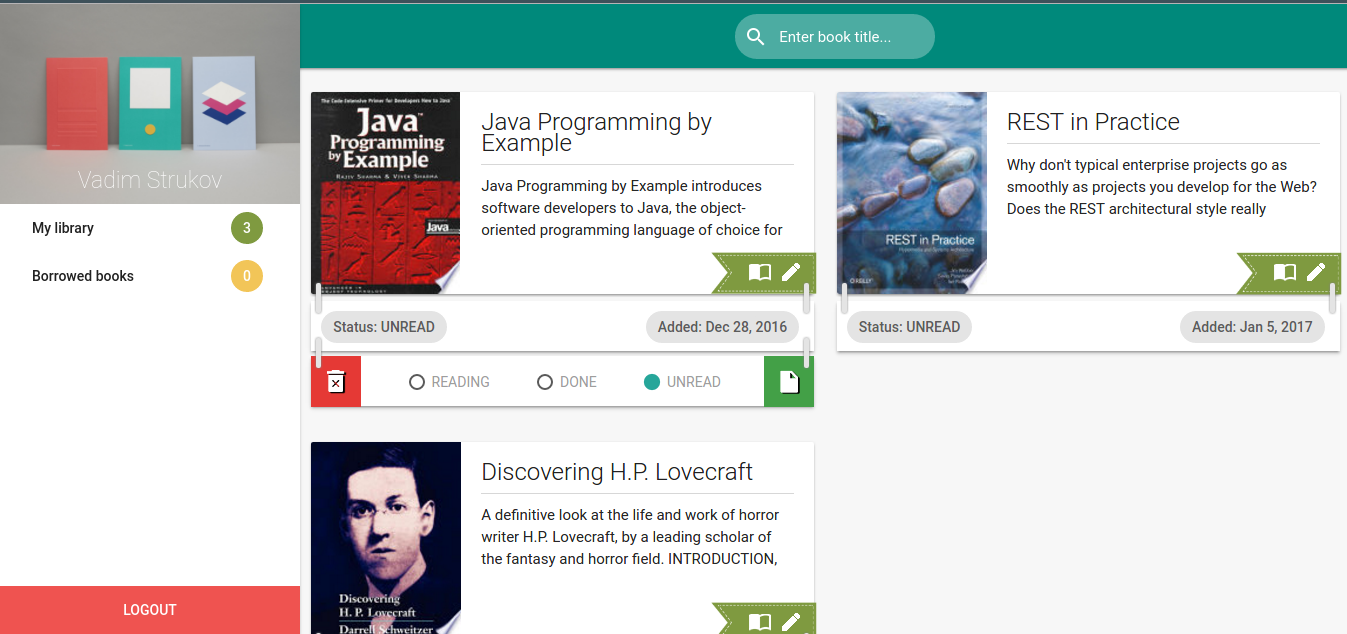 Enter book title...
Vadim Strukov
My library
3
Borrowed books
0
LOGOUT
The Code-Intensive Primer for Developers New to Java
Java™
Programming
by Example
RAJIV SHARMA & VIVEK SHARMA
Java
ADVANCES IN
OBJECT TECHNOLOGY
Java Programming by
Example
Java Programming by Example introduces
software developers to Java, the object-
oriented programming language of choice for
Status: UNREAD
Added: Dec 28, 2016
READING
DONE
UNREAD
REST in Practice
O'REILLY
REST in Practice
Why don't typical enterprise projects go as
smoothly as projects you develop for the Web?
Does the REST architectural style really
Status: UNREAD
Added: Jan 5, 2017
Discovering
H. P. Lovecraft
Darrell Schweitzer
Discovering H.P. Lovecraft
A definitive look at the life and work of horror
writer H.P. Lovecraft, by a leading scholar of
the fantasy and horror field. INTRODUCTION,